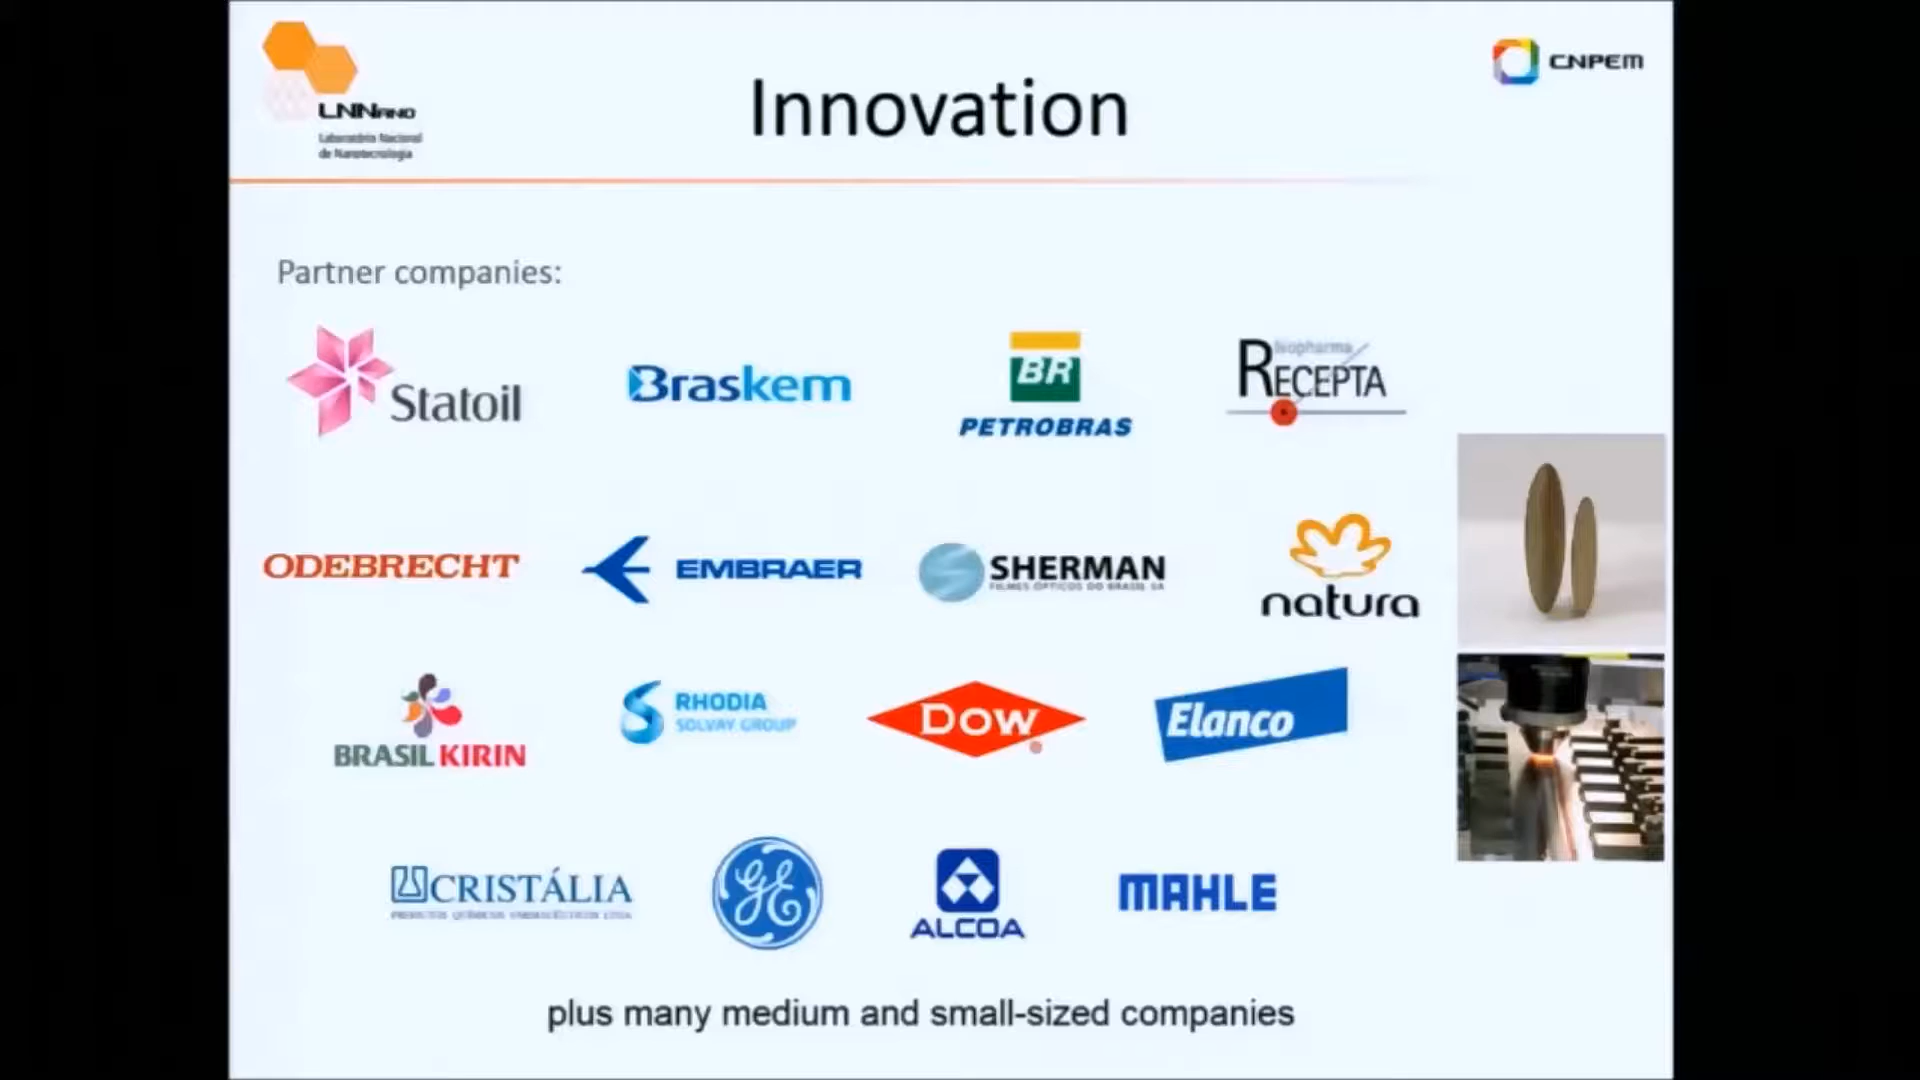 LNNano
Laboratório Nacional
de Nanotecnologia
CNPEM
Innovation
Partner companies:
Statoil
Braskem
BR
PETROBRAS
biopharma
RECEPTA
ODEBRECHT
EMBRAER
SHERMAN
FILMES ÓPTICOS DO BRASIL SA
natura
BRASIL KIRIN
RHODIA
SOLVAY GROUP
Dow
Elanco
CRISTÁLIA
GE
ALCOA
MAHLE
plus many medium and small-sized companies